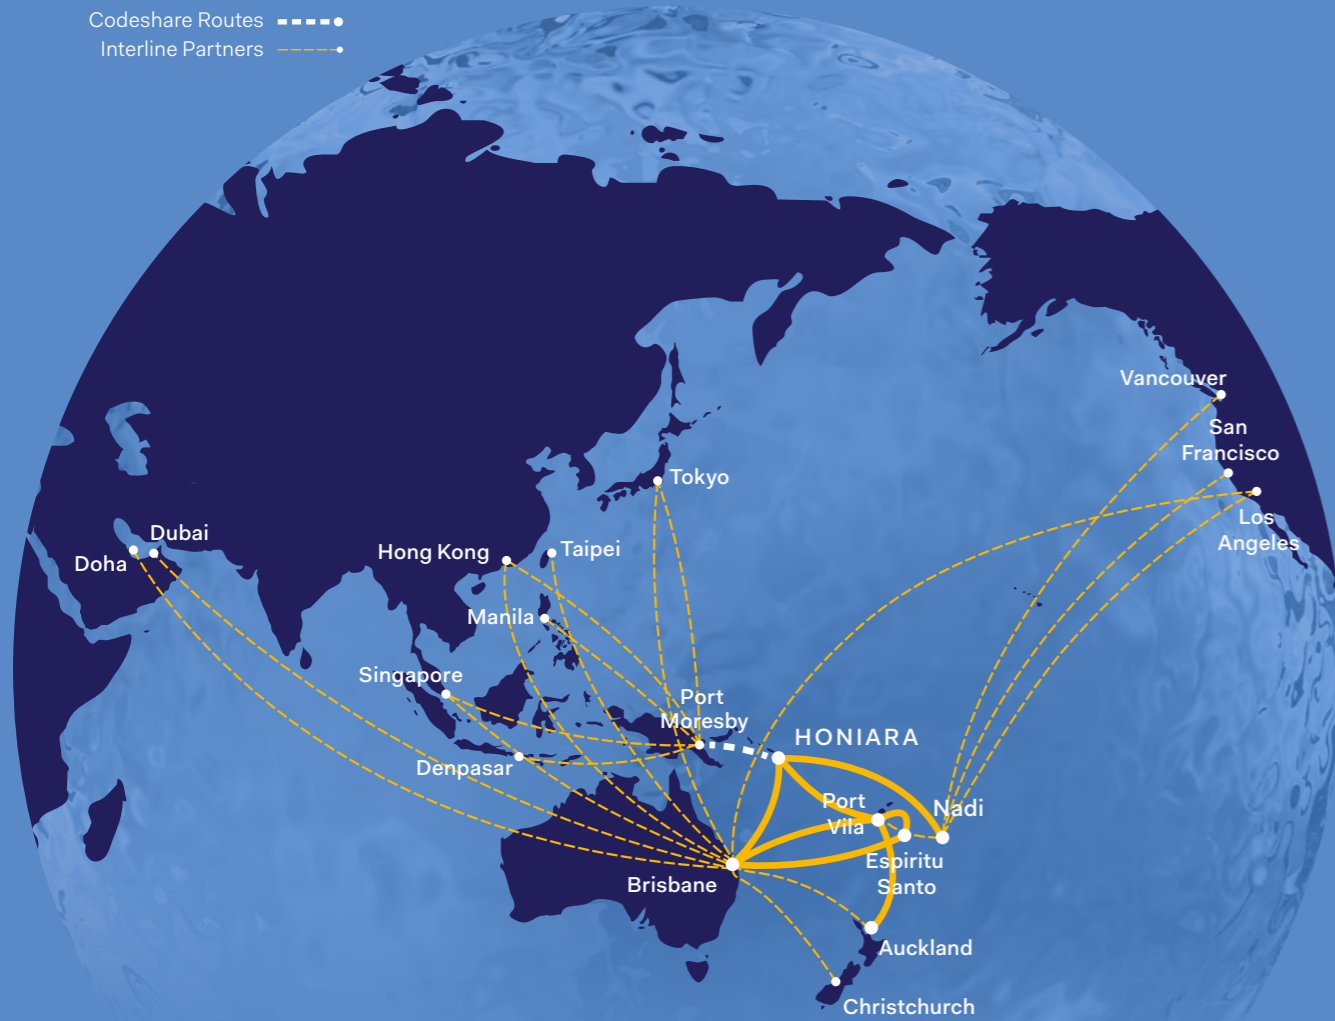 Codeshare Routes
Interline Partners
Vancouver
San
Francisco
Tokyo
Los
Angeles
Dubai
Doha
Hong Kong
Taipei
Manila
Singapore
Port
Moresby
HONIARA
Denpasar
Port
Vila
Nadi
Espiritu
Santo
Brisbane
Auckland
Christchurch